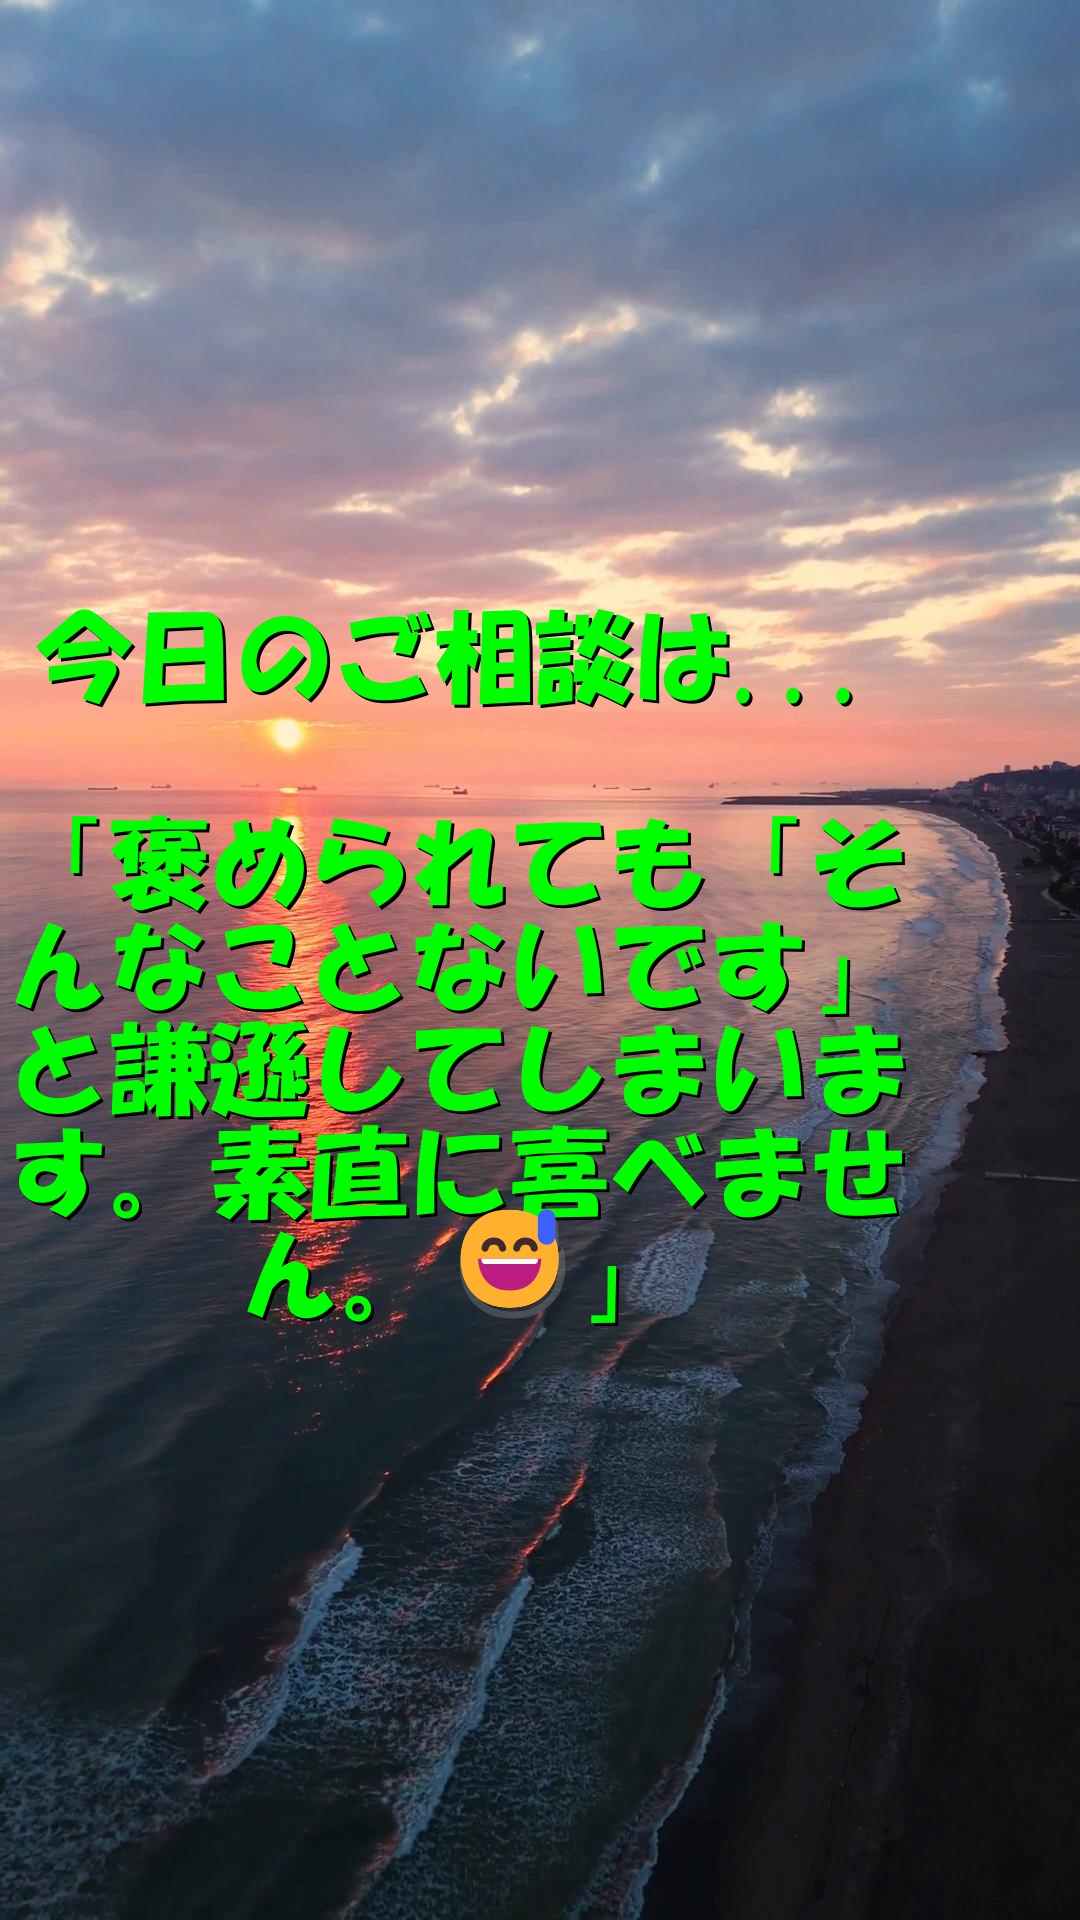 今日のご相談は...
「褒められても「そ
んなことないです」
と謙遜してしまいま
す。素直に喜べませ
ん。😅」